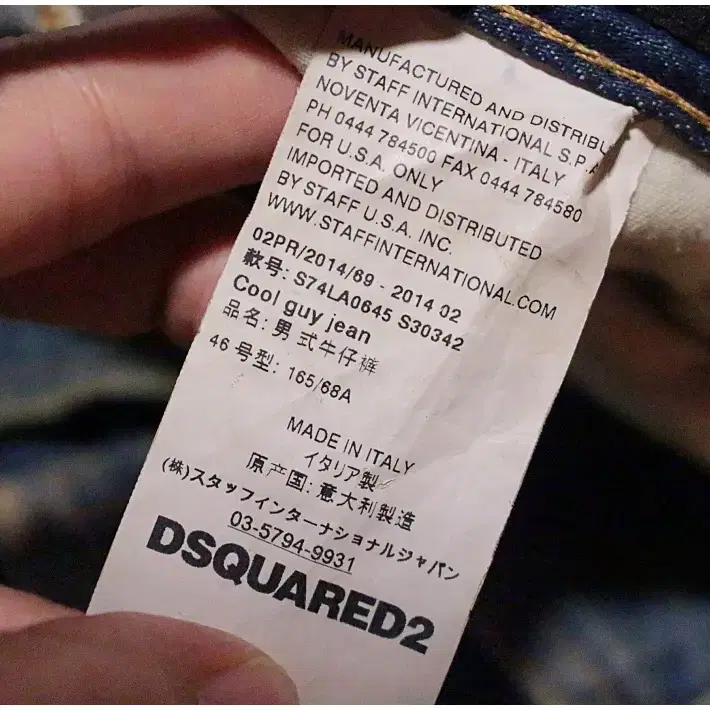 MANUFACTURED AND DISTRIBU
BY STAFF INTERNATIONAL S.P.A
NOVENTA VICENTINA - ITALY
PH 0444 784500 FAX 0444 784580
FOR U.S.A. ONLY
IMPORTED AND DISTRIBUTED
BY STAFF U.S.A. INC.
WWW.STAFFINTERNATIONAL.COM
02PR/2014/69 - 2014 02
款号: S74LA0645 S30342
Cool guy jean
品名: 男式牛仔裤
46 号型: 165/68A
MADE IN ITALY
イタリア製
原产国: 意大利製造
(株)スタッフインターナショナルジャパン
03-5794-9931
DSQUARED2